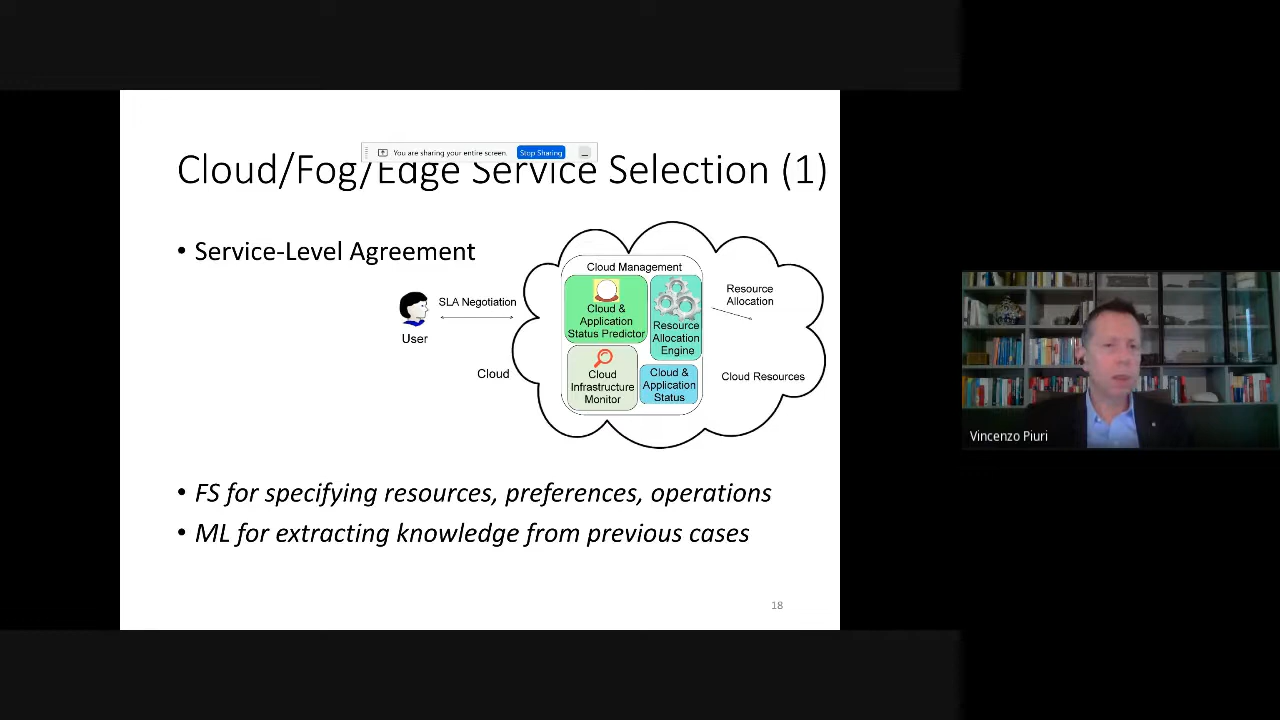 You are sharing your entire screen.
Stop Sharing
Cloud/Fog/Edge Service Selection (1)
• Service-Level Agreement
User
SLA Negotiation
Cloud
Cloud Management
Cloud &
Application
Status Predictor
Resource
Allocation
Engine
Cloud
Infrastructure
Monitor
Cloud &
Application
Status
Resource
Allocation
Cloud Resources
• FS for specifying resources, preferences, operations
• ML for extracting knowledge from previous cases
18
Vincenzo Piuri